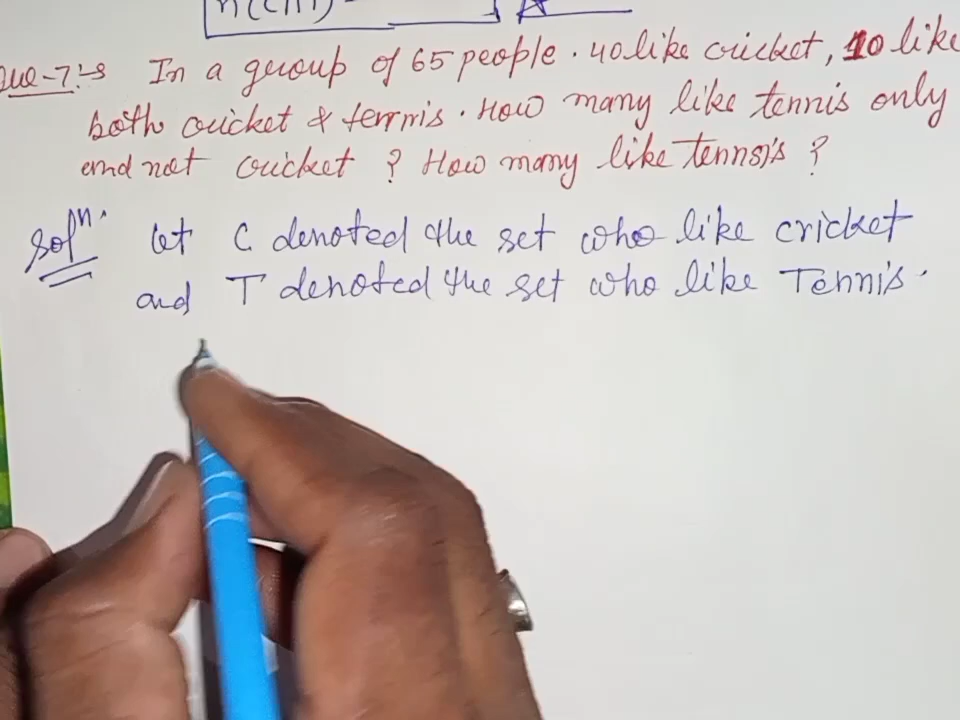 Que-7:→ In a group of 65 people. 40 like cricket, 10 like
both cricket & tennis. How many like tennis only
and not cricket ? How many like tennsis ?
Solⁿ. let C denoted the set who like cricket
and T denoted the set who like Tennis.